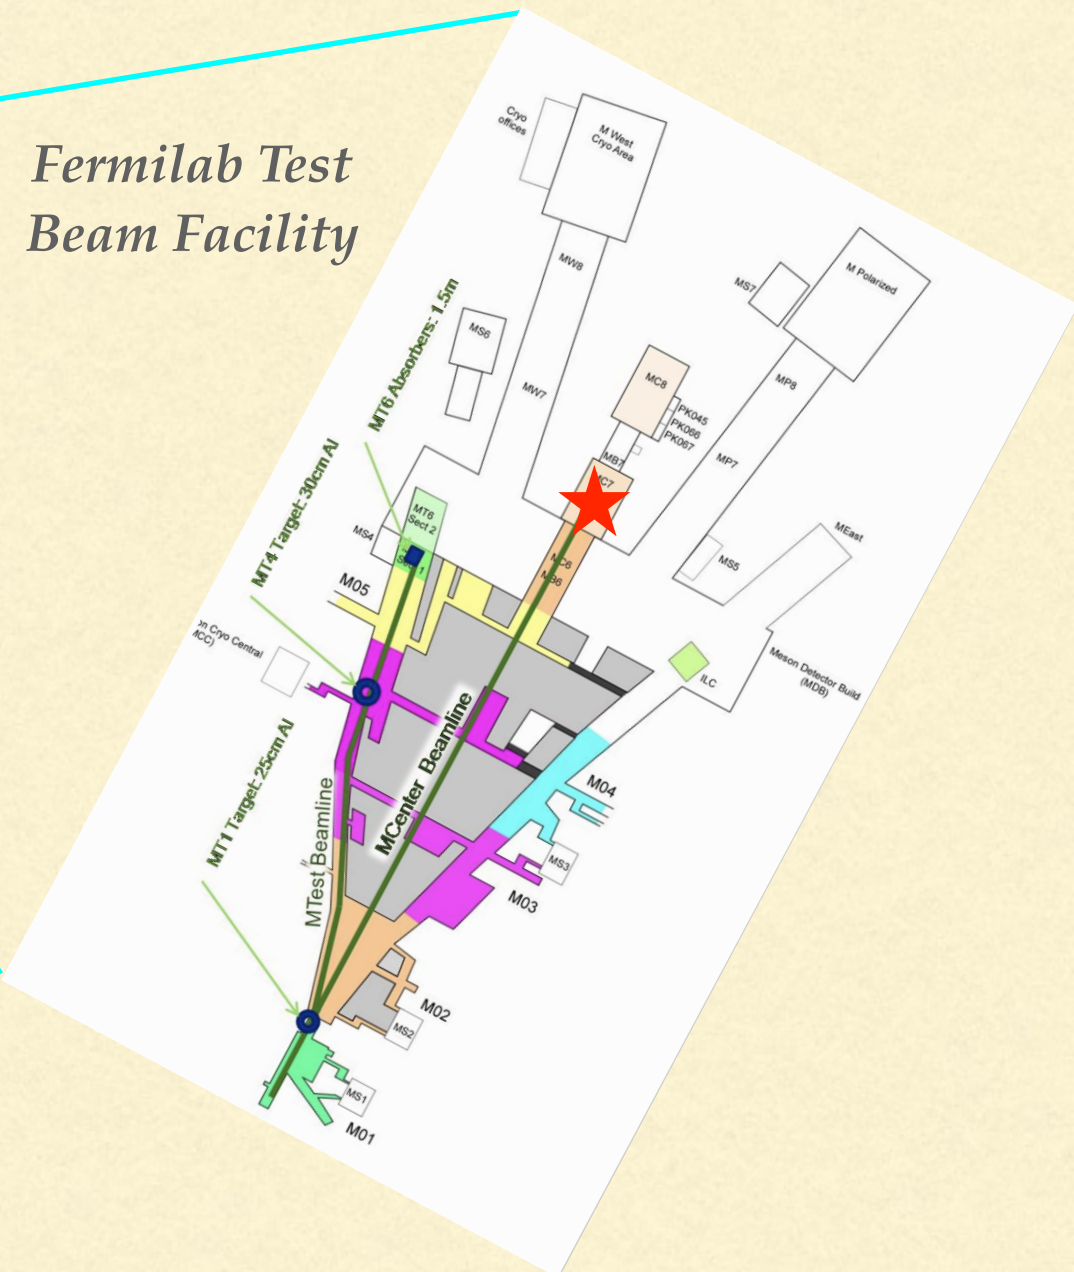 Fermilab Test
Beam Facility
Cryo
offices
M West
Cryo Area
MW8
MS7
M Polarized
MT6 Absorbers: 1.5m
MS6
MC8
MP8
MW7
PK045
PK066
PK067
MB7
MP7
MT4 Target: 30cm Al
MT6
Sect 2
MS4
MEast
MS5
M05
Cryo Central
Meson Detector Build
(MDB)
ILC
MT1 Target: 25cm Al
MCenter Beamline
M04
MTest Beamline
MS3
M03
M02
MS2
MS1
M01